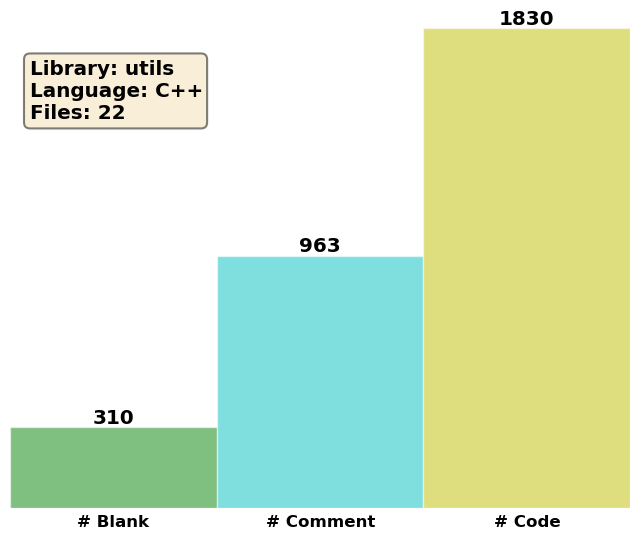 1830
Library: utils
Language: C++
Files: 22
963
310
# Blank
# Comment
# Code